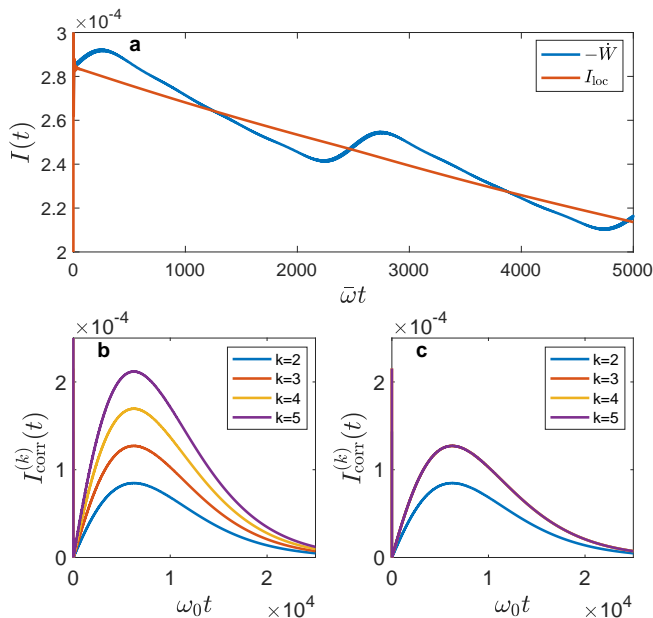 ×10⁻⁴
a
3
2.8
2.6
2.4
2.2
2
I(t)
−Ẇ
I_loc
0 1000 2000 3000 4000 5000
ω̄t
×10⁻⁴
b
2
1
0
I_corr^(k)(t)
k=2
k=3
k=4
k=5
0 1 2
ω₀t
×10⁴
×10⁻⁴
c
2
1
0
I_corr^(k)(t)
k=2
k=3
k=4
k=5
0 1 2
ω₀t
×10⁴